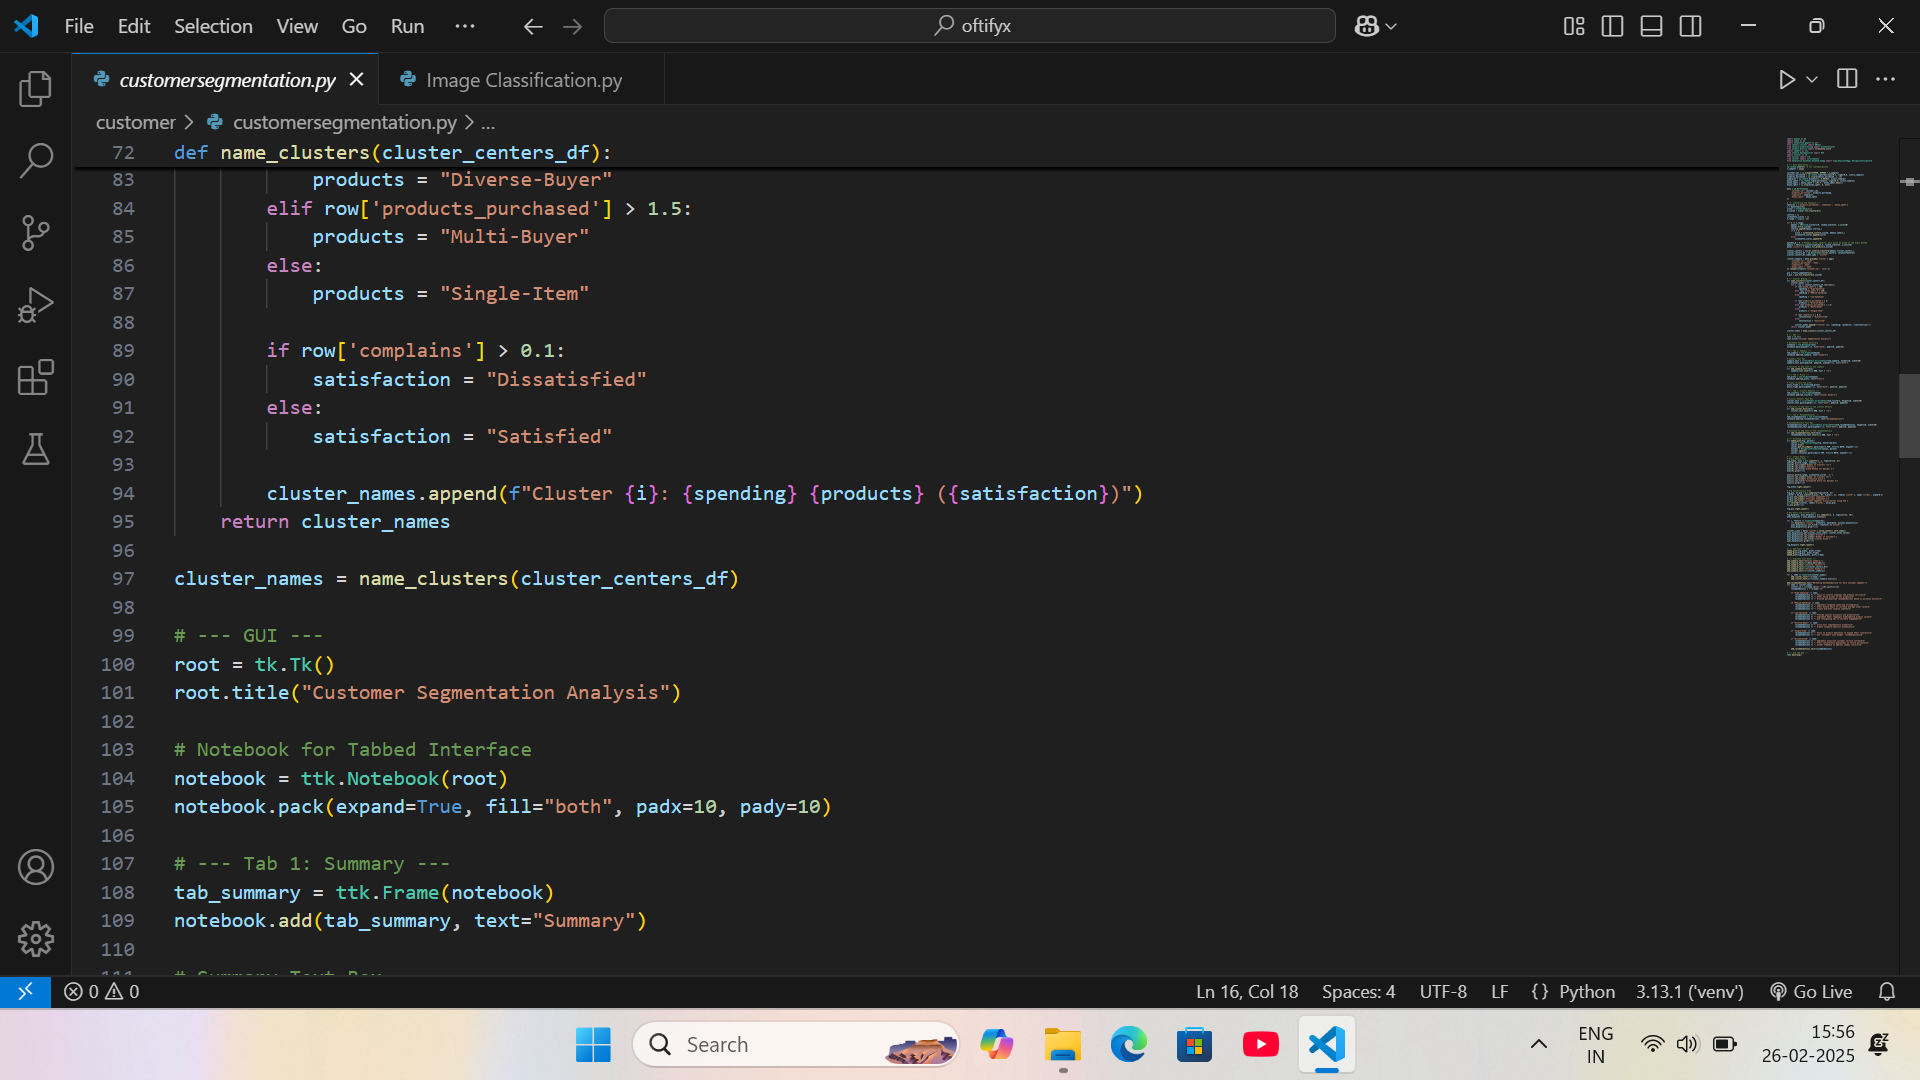 File Edit Selection View Go Run ... oftifyx
customersegmentation.py Image Classification.py
customer > customersegmentation.py > ...
72 def name_clusters(cluster_centers_df):
83 products = "Diverse-Buyer"
84 elif row['products_purchased'] > 1.5:
85 products = "Multi-Buyer"
86 else:
87 products = "Single-Item"
88
89 if row['complains'] > 0.1:
90 satisfaction = "Dissatisfied"
91 else:
92 satisfaction = "Satisfied"
93
94 cluster_names.append(f"Cluster {i}: {spending} {products} ({satisfaction})")
95 return cluster_names
96
97 cluster_names = name_clusters(cluster_centers_df)
98
99 # --- GUI ---
100 root = tk.Tk()
101 root.title("Customer Segmentation Analysis")
102
103 # Notebook for Tabbed Interface
104 notebook = ttk.Notebook(root)
105 notebook.pack(expand=True, fill="both", padx=10, pady=10)
106
107 # --- Tab 1: Summary ---
108 tab_summary = ttk.Frame(notebook)
109 notebook.add(tab_summary, text="Summary")
110
111 # Summary Text Box
0 0 Ln 16, Col 18 Spaces: 4 UTF-8 LF {} Python 3.13.1 ('venv') Go Live
Search ENG IN 15:56
26-02-2025